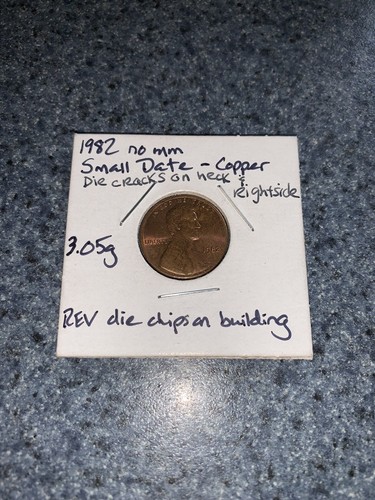 1982 no mm
Small Date - Copper
Die cracks on neck &
Rightside
3.05g
REV die chips on building